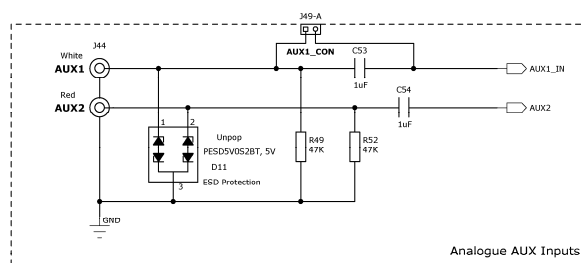 J49-A
White
J44
AUX1
AUX1_CON
C53
1uF
AUX1_IN
Red
AUX2
C54
1uF
AUX2
1
2
Unpop
PESD5V0S2BT, 5V
D11
3
ESD Protection
R49
47K
R52
47K
GND
Analogue AUX Inputs